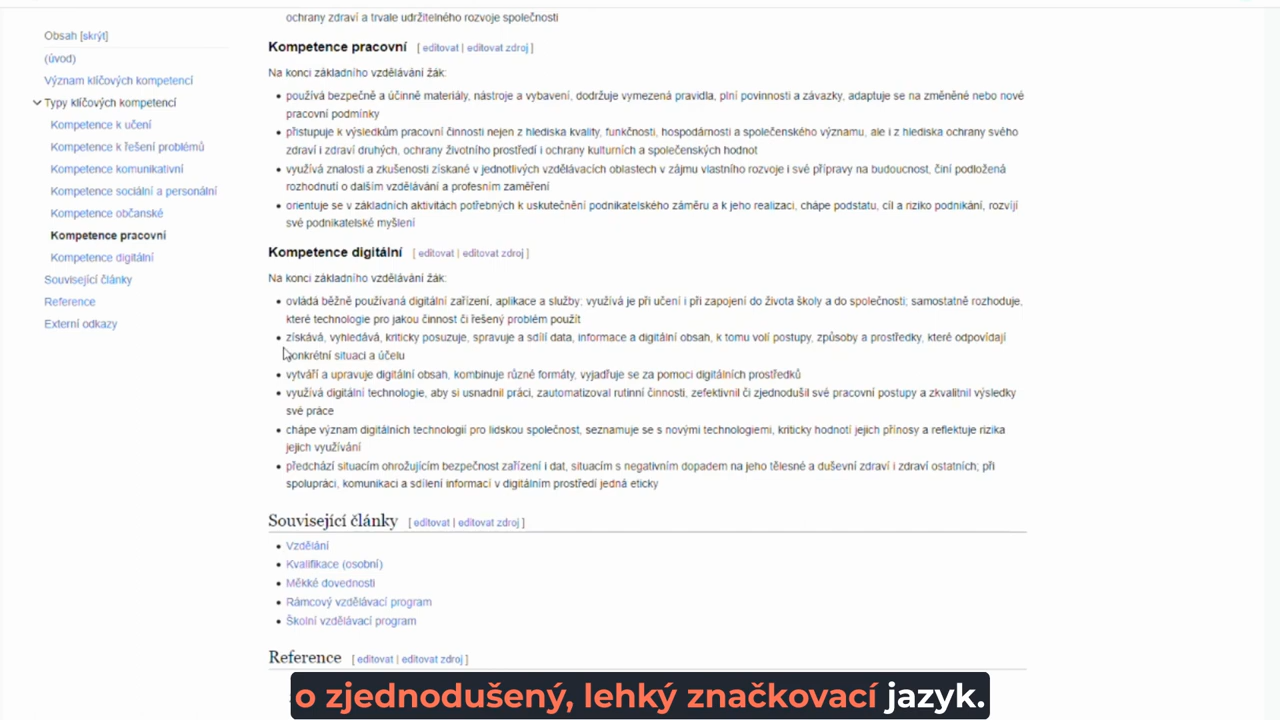 Obsah [skrýt]
(úvod)
Význam klíčových kompetencí
Typy klíčových kompetencí
Kompetence k učení
Kompetence k řešení problémů
Kompetence komunikativní
Kompetence sociální a personální
Kompetence občanské
Kompetence pracovní
Kompetence digitální
Související články
Reference
Externí odkazy
ochrany zdraví a trvale udržitelného rozvoje společnosti
Kompetence pracovní [ editovat | editovat zdroj ]
Na konci základního vzdělávání žák:
• používá bezpečně a účinně materiály, nástroje a vybavení, dodržuje vymezená pravidla, plní povinnosti a závazky, adaptuje se na změněné nebo nové
pracovní podmínky
• přistupuje k výsledkům pracovní činnosti nejen z hlediska kvality, funkčnosti, hospodárnosti a společenského významu, ale i z hlediska ochrany svého
zdraví i zdraví druhých, ochrany životního prostředí i ochrany kulturních a společenských hodnot
• využívá znalosti a zkušenosti získané v jednotlivých vzdělávacích oblastech v zájmu vlastního rozvoje i své přípravy na budoucnost, činí podložená
rozhodnutí o dalším vzdělávání a profesním zaměření
• orientuje se v základních aktivitách potřebných k uskutečnění podnikatelského záměru a k jeho realizaci, chápe podstatu, cíl a riziko podnikání, rozvíjí
své podnikatelské myšlení
Kompetence digitální [ editovat | editovat zdroj ]
Na konci základního vzdělávání žák:
• ovládá běžně používaná digitální zařízení, aplikace a služby; využívá je při učení i při zapojení do života školy a do společnosti; samostatně rozhoduje,
které technologie pro jakou činnost či řešený problém použít
• získává, vyhledává, kriticky posuzuje, spravuje a sdílí data, informace a digitální obsah, k tomu volí postupy, způsoby a prostředky, které odpovídají
konkrétní situaci a účelu
• vytváří a upravuje digitální obsah, kombinuje různé formáty, vyjadřuje se za pomoci digitálních prostředků
• využívá digitální technologie, aby si usnadnil práci, zautomatizoval rutinní činnosti, zefektivnil či zjednodušil své pracovní postupy a zkvalitnil výsledky
své práce
• chápe význam digitálních technologií pro lidskou společnost, seznamuje se s novými technologiemi, kriticky hodnotí jejich přínosy a reflektuje rizika
jejich využívání
• předchází situacím ohrožujícím bezpečnost zařízení i dat, situacím s negativním dopadem na jeho tělesné a duševní zdraví i zdraví ostatních; při
spolupráci, komunikaci a sdílení informací v digitálním prostředí jedná eticky
Související články [ editovat | editovat zdroj ]
• Vzdělání
• Kvalifikace (osobní)
• Měkké dovednosti
• Rámcový vzdělávací program
• Školní vzdělávací program
Reference [ editovat | editovat zdroj ]
o zjednodušený, lehký značkovací jazyk.